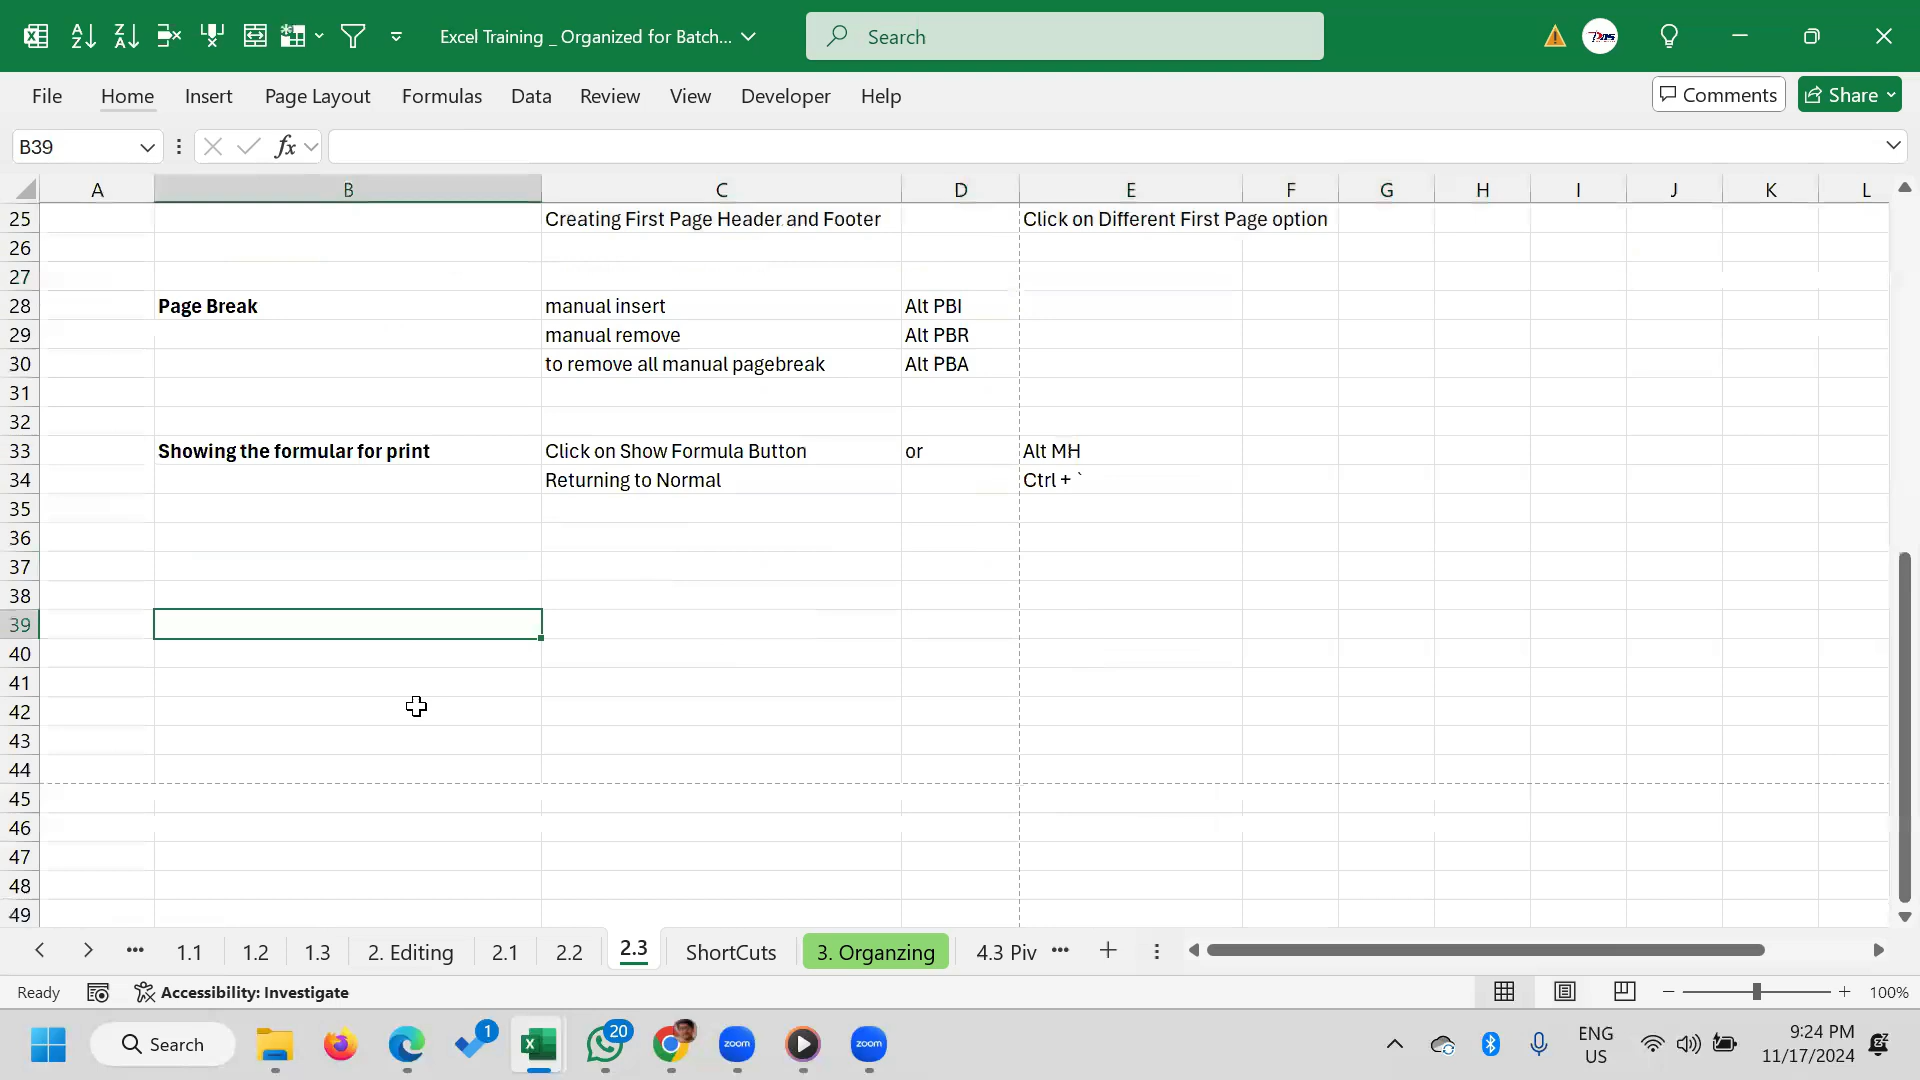 Excel Training _ Organized for Batch...
Search
File Home Insert Page Layout Formulas Data Review View Developer Help
Comments
Share
B39
fx
A B C D E F G H I J K L
25 Creating First Page Header and Footer Click on Different First Page option
26
27
28 Page Break manual insert Alt PBI
29 manual remove Alt PBR
30 to remove all manual pagebreak Alt PBA
31
32
33 Showing the formular for print Click on Show Formula Button or Alt MH
34 Returning to Normal Ctrl + `
35
36
37
38
39
40
41
42
43
44
45
46
47
48
49
1.1 1.2 1.3 2. Editing 2.1 2.2 2.3 ShortCuts 3. Organzing 4.3 Piv
Ready Accessibility: Investigate 100%
Search 1 20 zoom zoom ENG
US
9:24 PM
11/17/2024